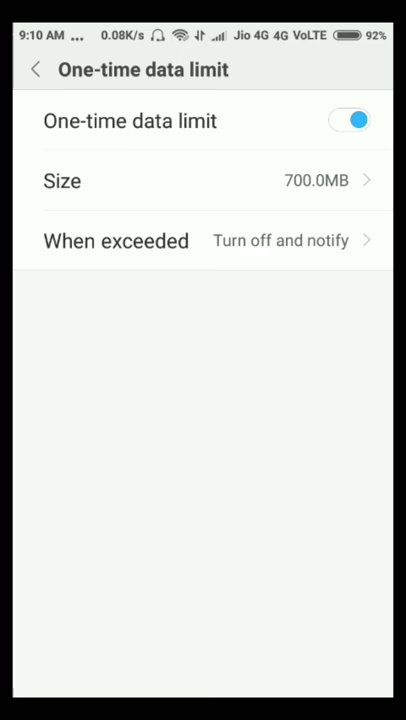 9:10 AM ... 0.08K/s Jio 4G 4G VoLTE 92%
One-time data limit
One-time data limit
Size 700.0MB
When exceeded Turn off and notify